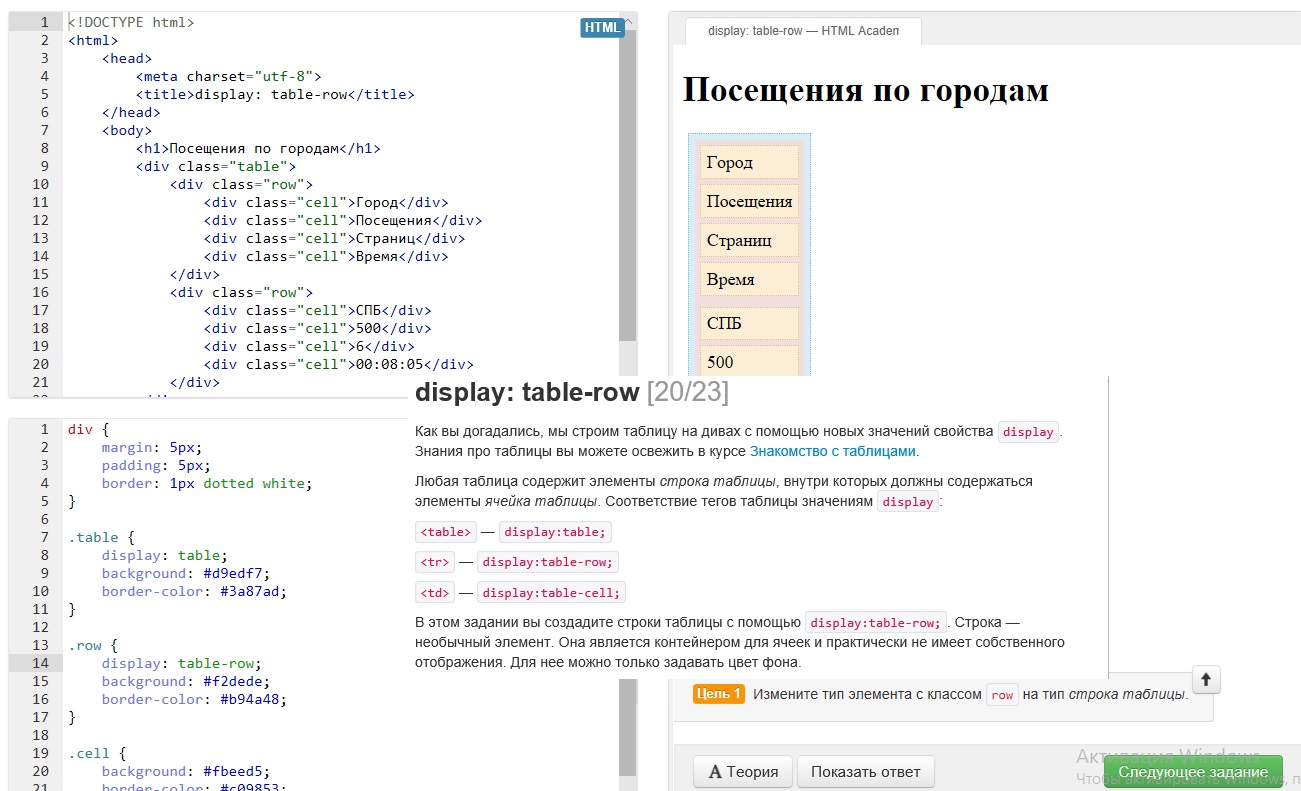 1 <!DOCTYPE html>
HTML
2 <html>
3 <head>
4 <meta charset="utf-8">
5 <title>display: table-row</title>
6 </head>
7 <body>
8 <h1>Посещения по городам</h1>
9 <div class="table">
10 <div class="row">
11 <div class="cell">Город</div>
12 <div class="cell">Посещения</div>
13 <div class="cell">Страниц</div>
14 <div class="cell">Время</div>
15 </div>
16 <div class="row">
17 <div class="cell">СПБ</div>
18 <div class="cell">500</div>
19 <div class="cell">6</div>
20 <div class="cell">00:08:05</div>
21 </div>
display: table-row — HTML Academ
Посещения по городам
Город
Посещения
Страниц
Время
СПБ
500
1 div {
2 margin: 5px;
3 padding: 5px;
4 border: 1px dotted white;
5 }
6
7 .table {
8 display: table;
9 background: #d9edf7;
10 border-color: #3a87ad;
11 }
12
13 .row {
14 display: table-row;
15 background: #f2dede;
16 border-color: #b94a48;
17 }
18
19 .cell {
20 background: #fbeed5;
21 border-color: #c09853;
display: table-row [20/23]
Как вы догадались, мы строим таблицу на дивах с помощью новых значений свойства display.
Знания про таблицы вы можете освежить в курсе Знакомство с таблицами.
Любая таблица содержит элементы строка таблицы, внутри которых должны содержаться
элементы ячейка таблицы. Соответствие тегов таблицы значениям display:
<table> — display:table;
<tr> — display:table-row;
<td> — display:table-cell;
В этом задании вы создадите строки таблицы с помощью display:table-row;. Строка —
необычный элемент. Она является контейнером для ячеек и практически не имеет собственного
отображения. Для нее можно только задавать цвет фона.
Цель 1 Измените тип элемента с классом row на тип строка таблицы.
Активация Windows
Чтобы активировать Windows, п
A Теория
Показать ответ
Следующее задание